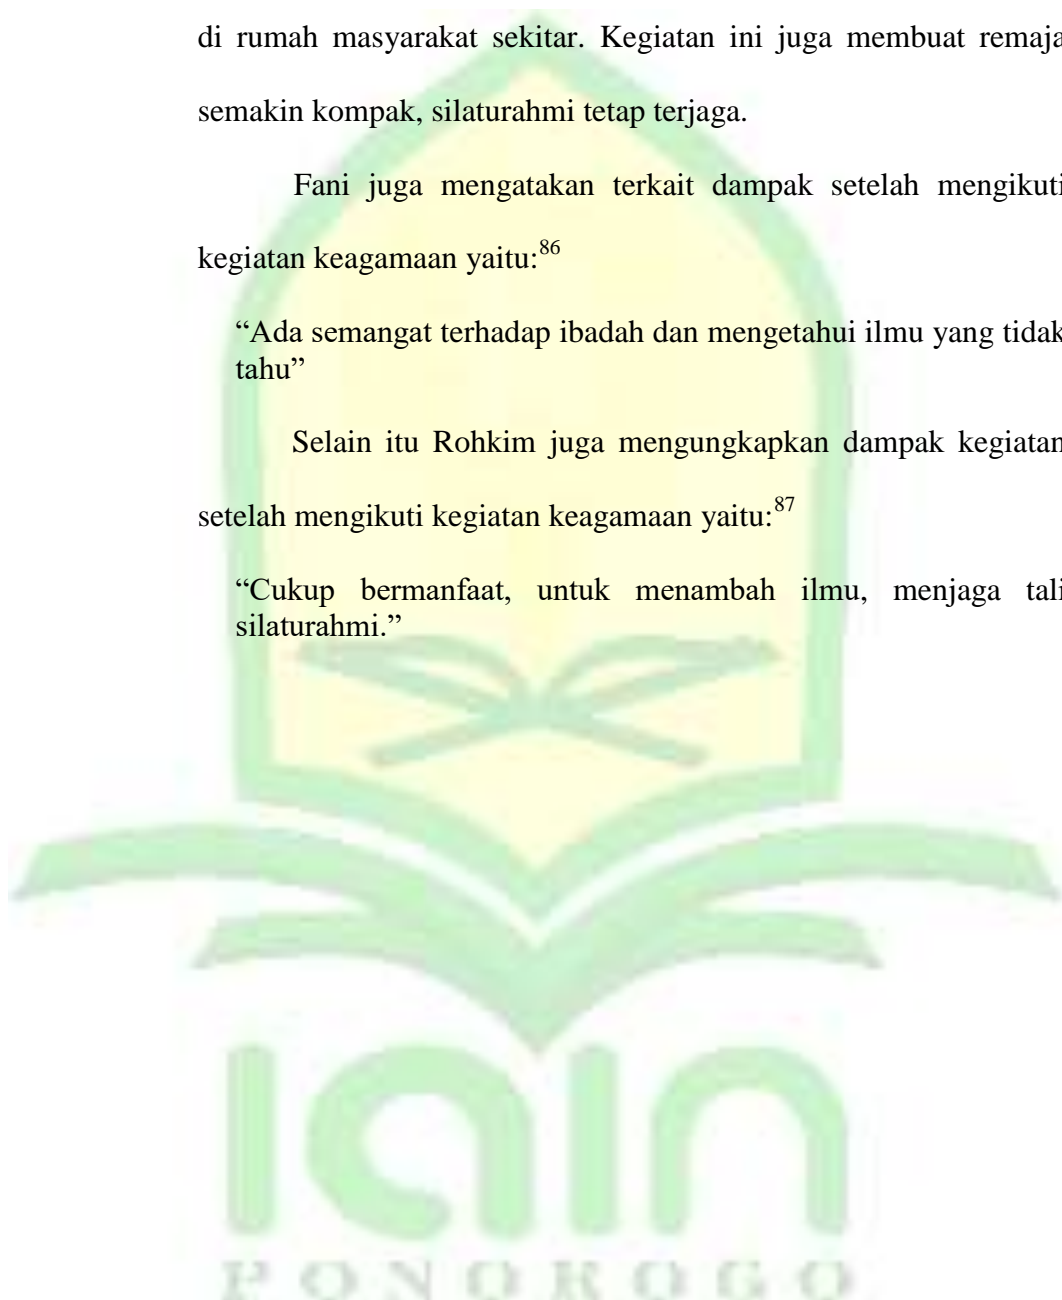 di rumah masyarakat sekitar. Kegiatan ini juga membuat remaja
semakin kompak, silaturahmi tetap terjaga.
Fani juga mengatakan terkait dampak setelah mengikuti
kegiatan keagamaan yaitu:86
“Ada semangat terhadap ibadah dan mengetahui ilmu yang tidak
tahu”
Selain itu Rohkim juga mengungkapkan dampak kegiatan
setelah mengikuti kegiatan keagamaan yaitu:87
“Cukup bermanfaat, untuk menambah ilmu, menjaga tali
silaturahmi.”
iain
PONOROGO